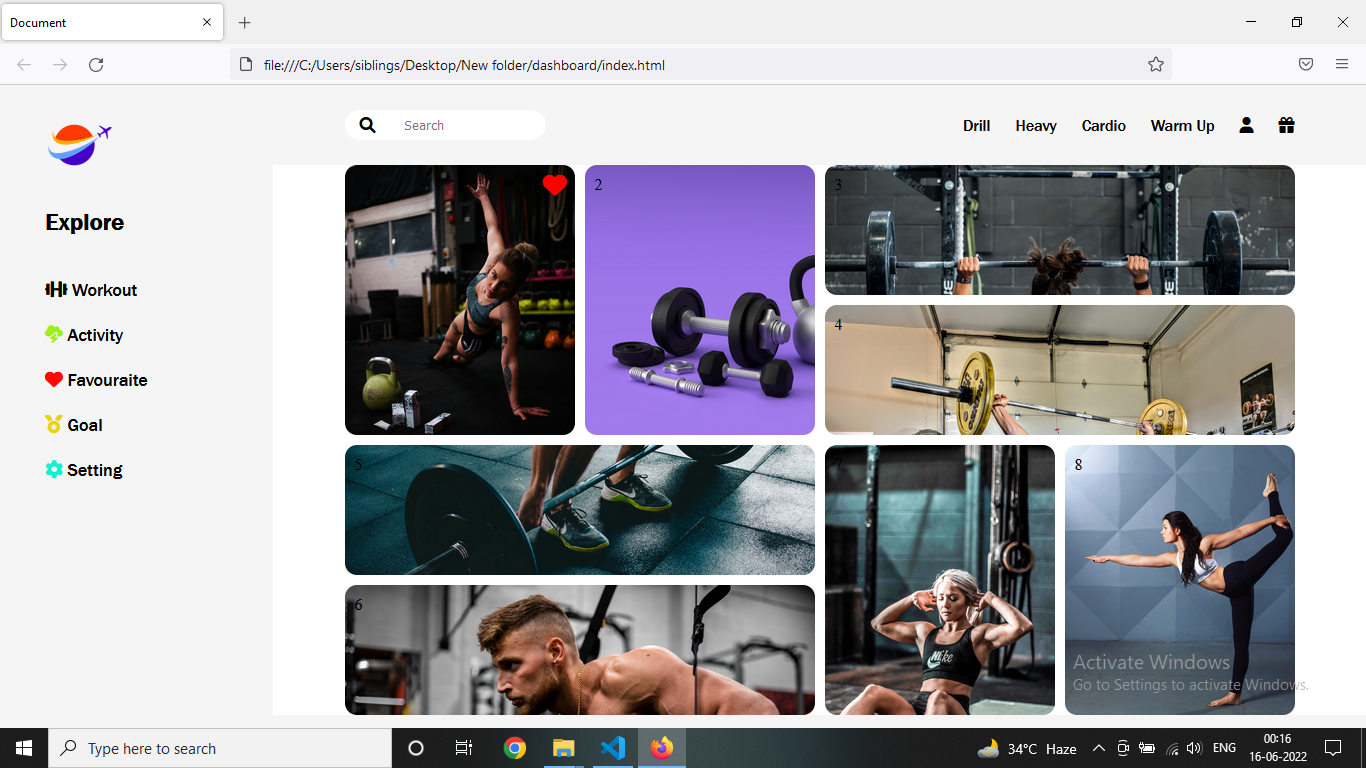 Document
file:///C:/Users/siblings/Desktop/New folder/dashboard/index.html
Search
Drill Heavy Cardio Warm Up
Explore
Workout
Activity
Favouraite
Goal
Setting
2
3
4
5
6
7
8
Nike
Activate Windows
Go to Settings to activate Windows.
Type here to search
34°C Haze
ENG
00:16
16-06-2022